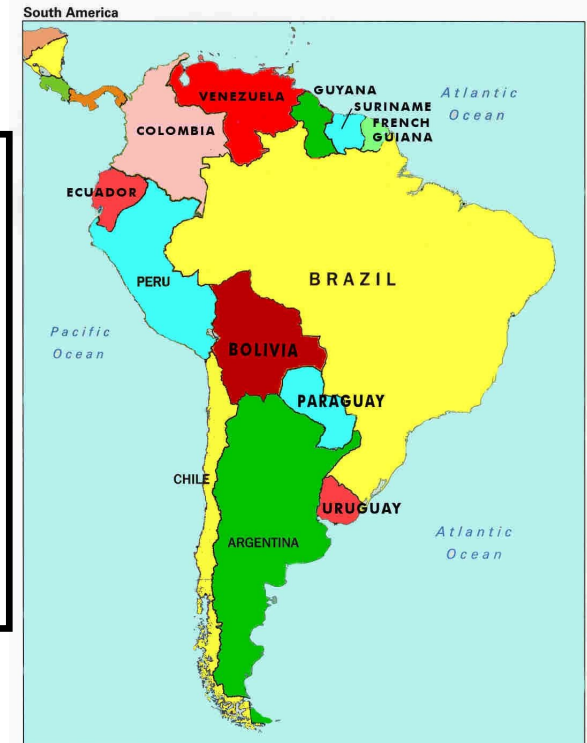 South America
VENEZUELA
GUYANA
SURINAME
FRENCH
GUIANA
Atlantic
Ocean
COLOMBIA
ECUADOR
PERU
BRAZIL
Pacific
Ocean
BOLIVIA
PARAGUAY
CHILE
URUGUAY
ARGENTINA
Atlantic
Ocean